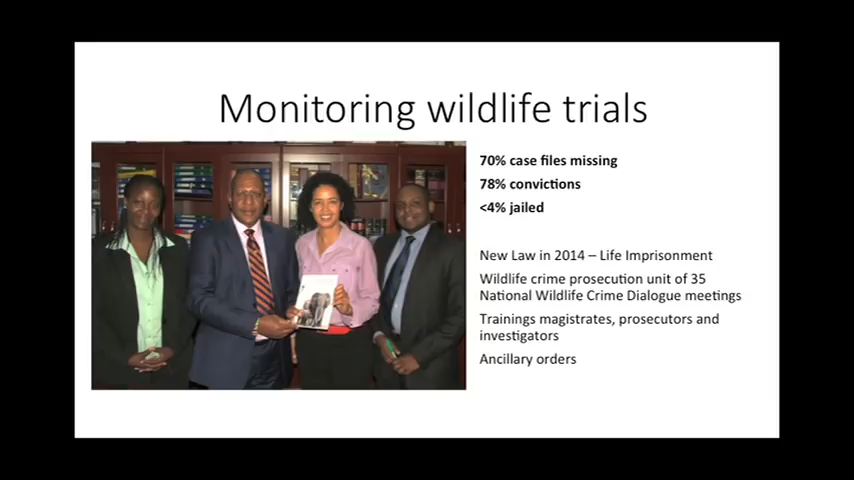 Monitoring wildlife trials
70% case files missing
78% convictions
<4% jailed
New Law in 2014 – Life Imprisonment
Wildlife crime prosecution unit of 35
National Wildlife Crime Dialogue meetings
Trainings magistrates, prosecutors and
investigators
Ancillary orders